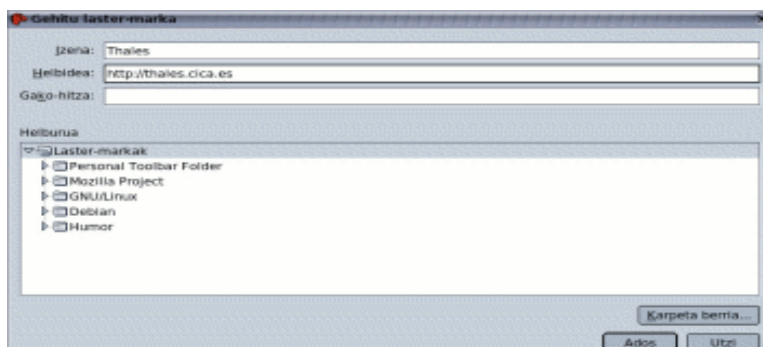 Gehitu laster-marka
Izena: Thales
Helbidea: http://thales.cica.es
Gako-hitza:
Helburua
Laster-markak
Personal Toolbar Folder
Mozilla Project
GNU/Linux
Debian
Humor
Karpeta berria...
Ados Utzi